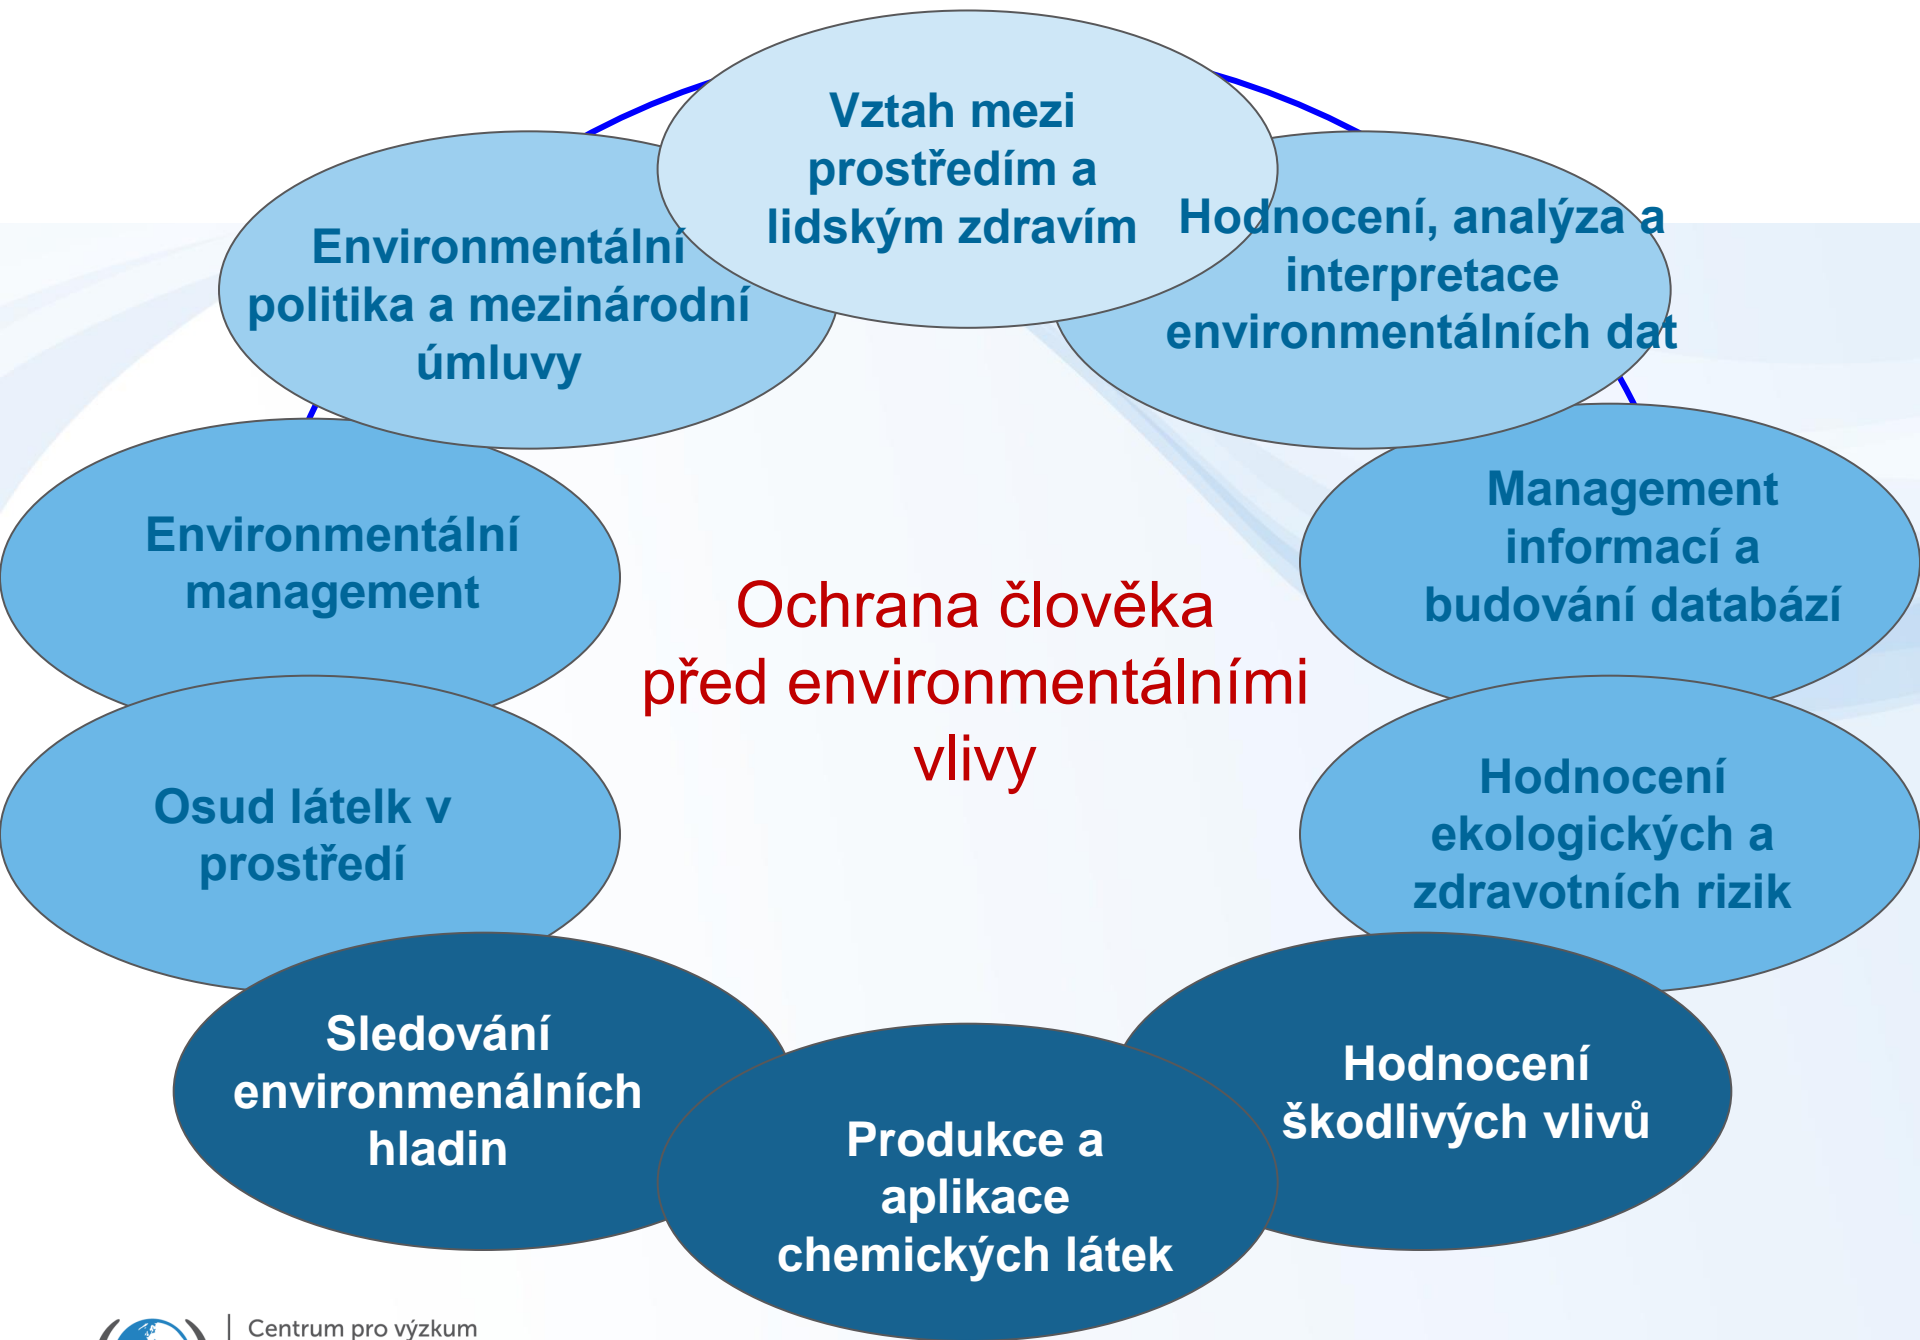 Vztah mezi
prostředím a
lidským zdravím
Hodnocení, analýza a
interpretace
environmentálních dat
Management
informací a
budování databází
Hodnocení
ekologických a
zdravotních rizik
Hodnocení
škodlivých vlivů
Produkce a
aplikace
chemických látek
Sledování
environmenálních
hladin
Osud látelk v
prostředí
Environmentální
management
Environmentální
politika a mezinárodní
úmluvy
Ochrana člověka
před environmentálními
vlivy
Centrum pro výzkum